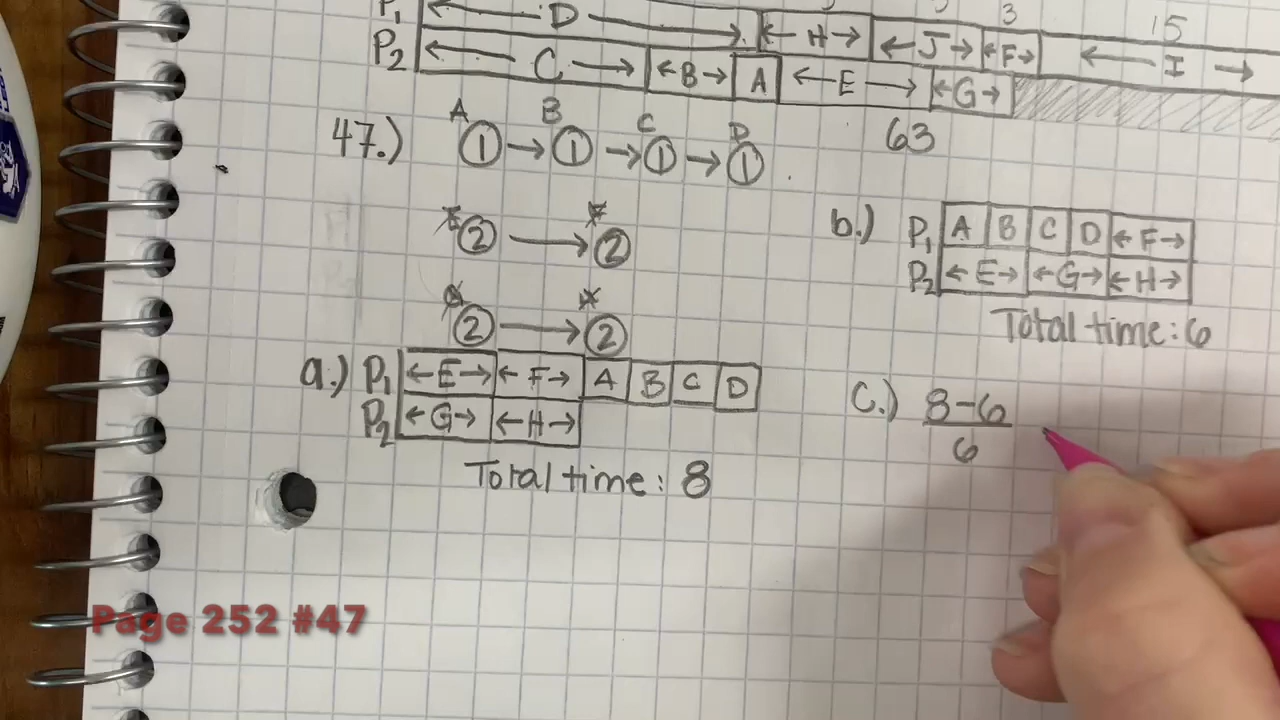 3
15
P1 D H J F I
P2 C B A E G
63
47.) A B C D
1 1 1 1
E F
2 2
G H
2 2
a.) P1 E F A B C D
P2 G H
Total time: 8
b.) P1 A B C D F
P2 E G H
Total time: 6
c.) 8-6
6
Page 252 #47